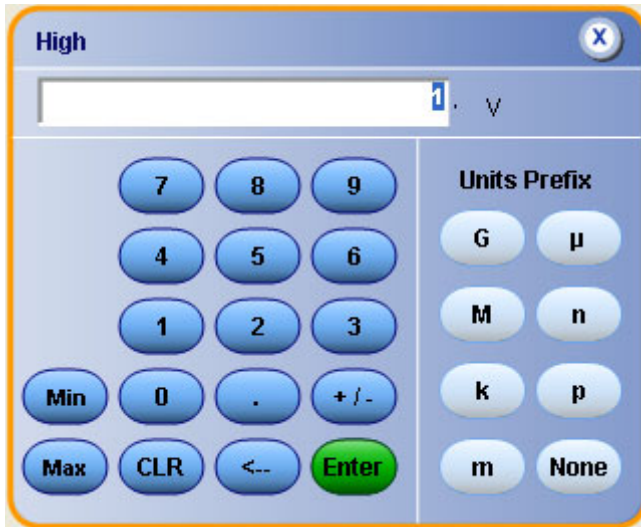 High X
1. V
7 8 9 Units Prefix
4 5 6 G µ
1 2 3 M n
Min 0 . +/- k p
Max CLR <-- Enter m None